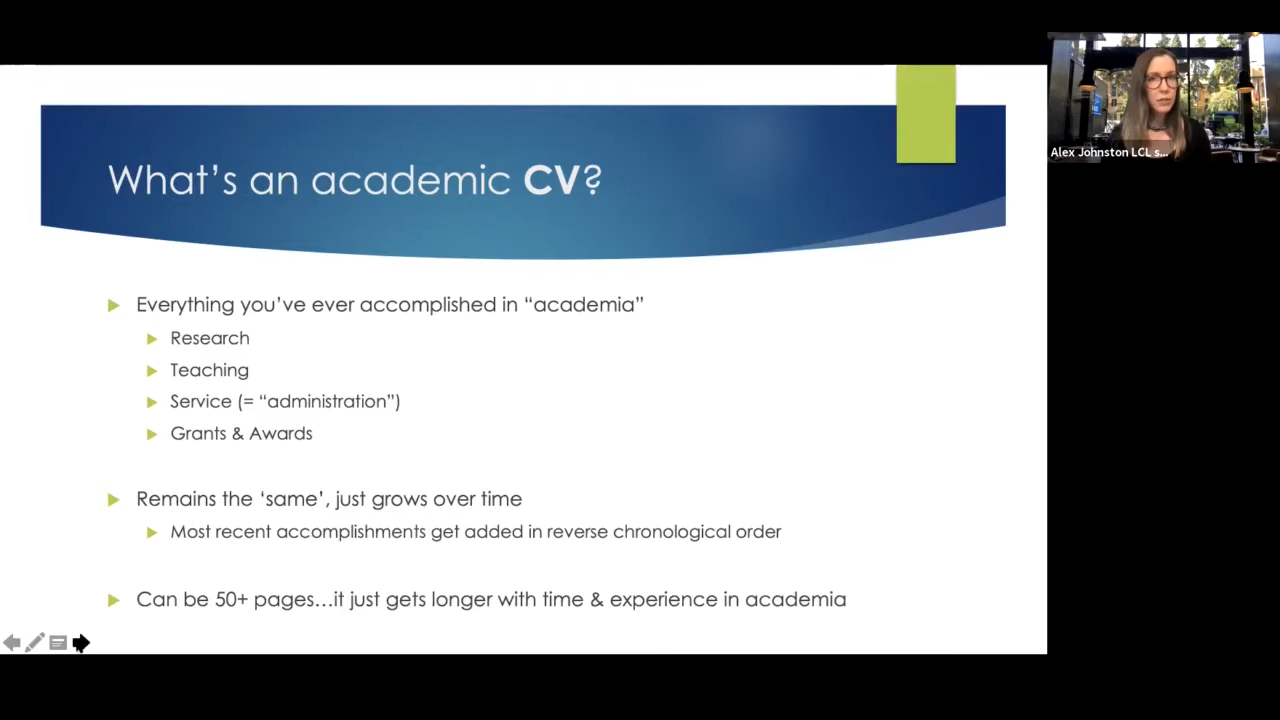 What’s an academic CV?
Everything you’ve ever accomplished in “academia”
Research
Teaching
Service (= “administration”)
Grants & Awards
Remains the ‘same’, just grows over time
Most recent accomplishments get added in reverse chronological order
Can be 50+ pages…it just gets longer with time & experience in academia
Alex Johnston LCL s...